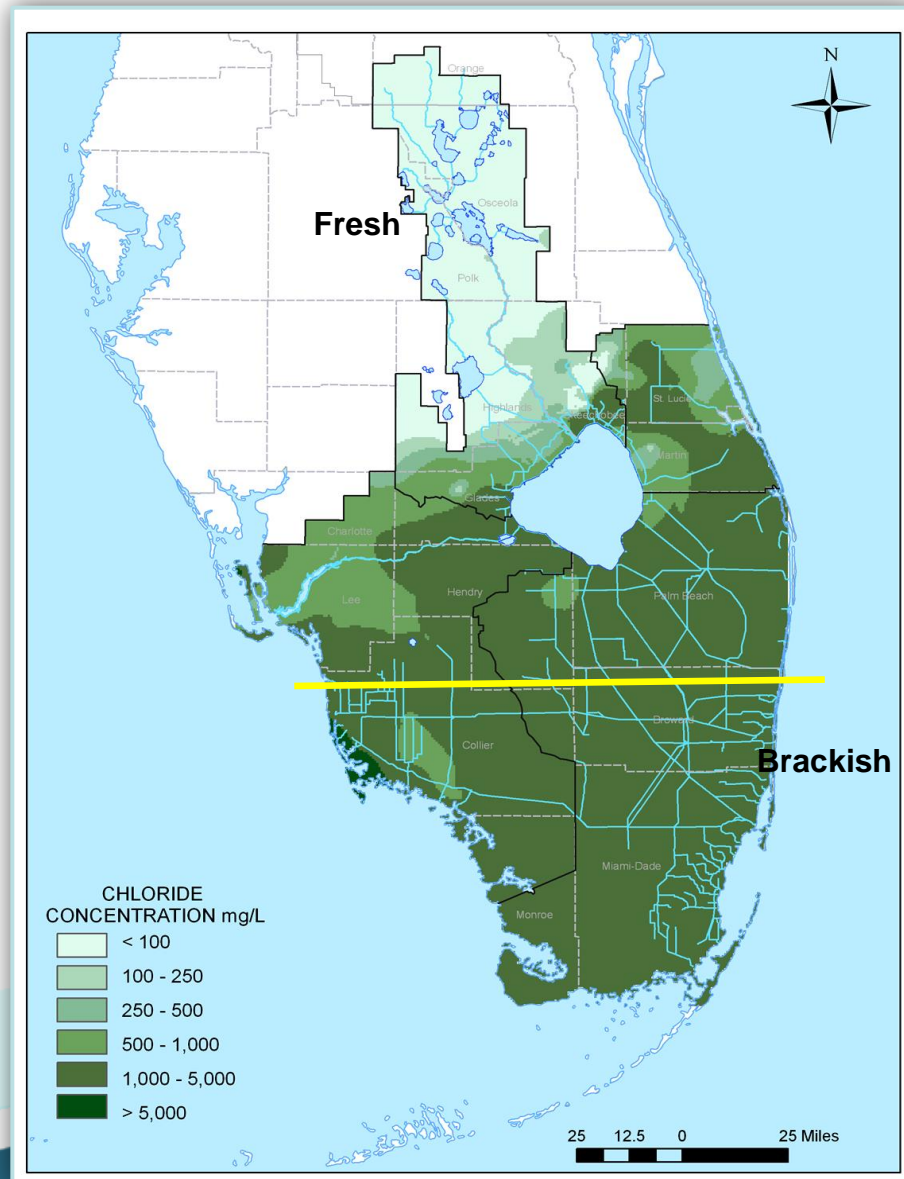 N
Orange
Osceola
Fresh
Polk
Highlands
Okeechobee
St. Lucie
Martin
Glades
Charlotte
Hendry
Lee
Palm Beach
Broward
Collier
Brackish
Miami-Dade
Monroe
CHLORIDE
CONCENTRATION mg/L
< 100
100 - 250
250 - 500
500 - 1,000
1,000 - 5,000
> 5,000
25 12.5 0 25 Miles